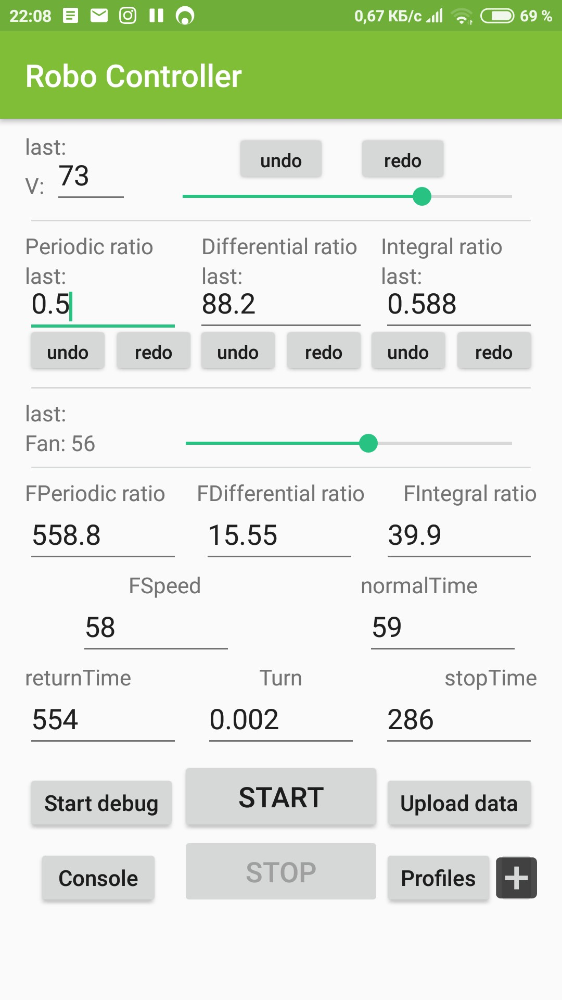 22:08 0,67 КБ/с 69 %
Robo Controller
last:
undo redo
V: 73
Periodic ratio Differential ratio Integral ratio
last: last: last:
0.5 88.2 0.588
undo redo undo redo undo redo
last:
Fan: 56
FPeriodic ratio FDifferential ratio FIntegral ratio
558.8 15.55 39.9
FSpeed normalTime
58 59
returnTime Turn stopTime
554 0.002 286
Start debug START Upload data
Console STOP Profiles +